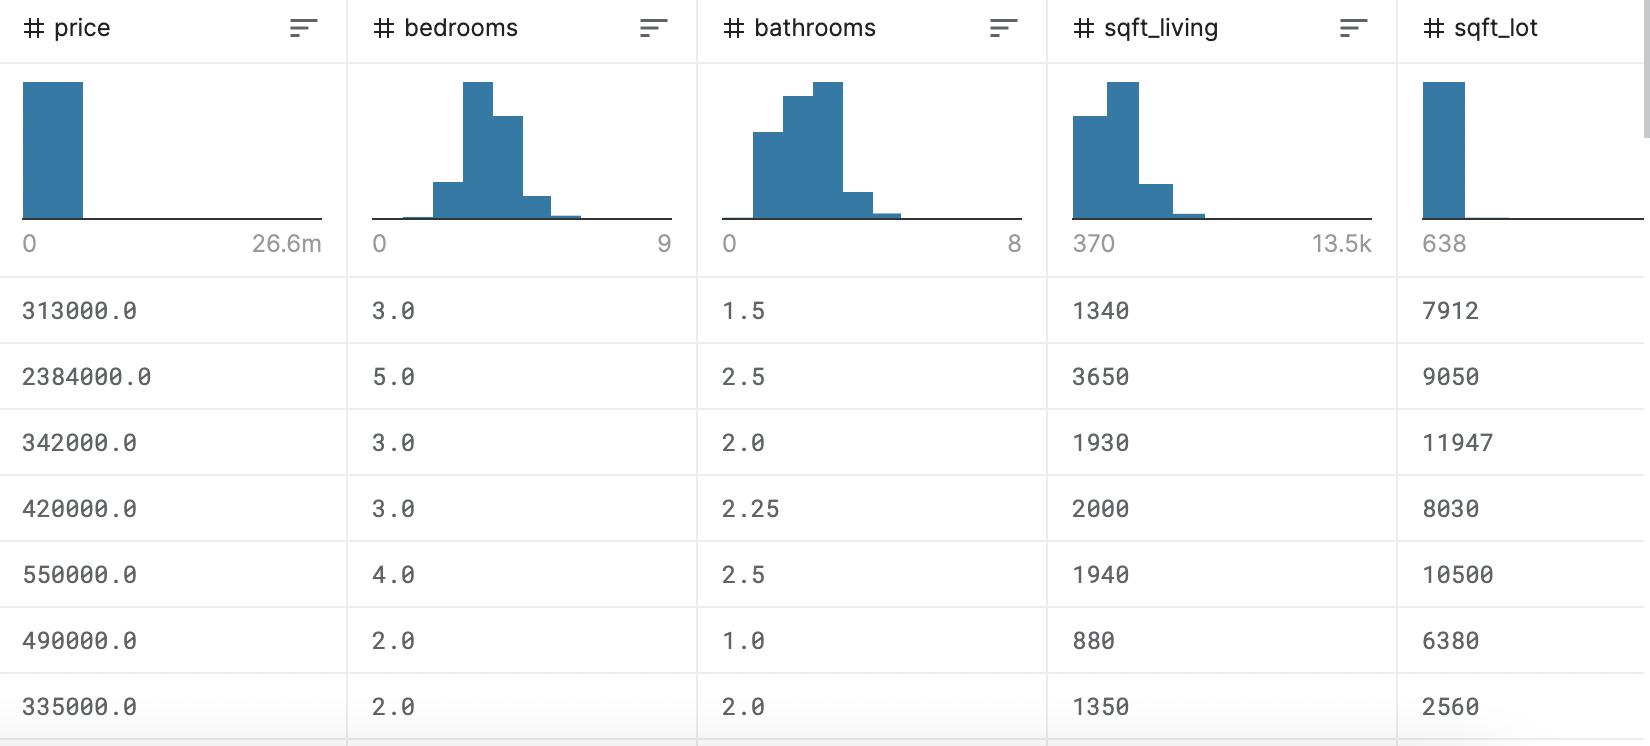 # price # bedrooms # bathrooms # sqft_living # sqft_lot
0 26.6m 0 9 0 8 370 13.5k 638
313000.0 3.0 1.5 1340 7912
2384000.0 5.0 2.5 3650 9050
342000.0 3.0 2.0 1930 11947
420000.0 3.0 2.25 2000 8030
550000.0 4.0 2.5 1940 10500
490000.0 2.0 1.0 880 6380
335000.0 2.0 2.0 1350 2560